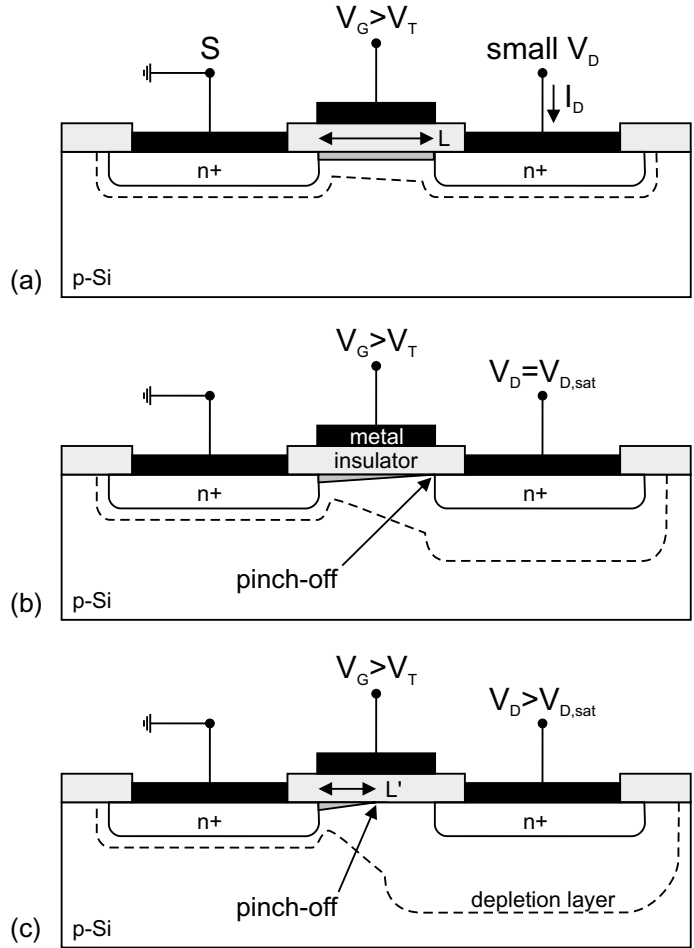 V_G>V_T
S
small V_D
I_D
L
n+
n+
p-Si
(a)
V_G>V_T
V_D=V_D,sat
metal
insulator
n+
n+
pinch-off
p-Si
(b)
V_G>V_T
V_D>V_D,sat
L'
n+
n+
pinch-off
depletion layer
p-Si
(c)